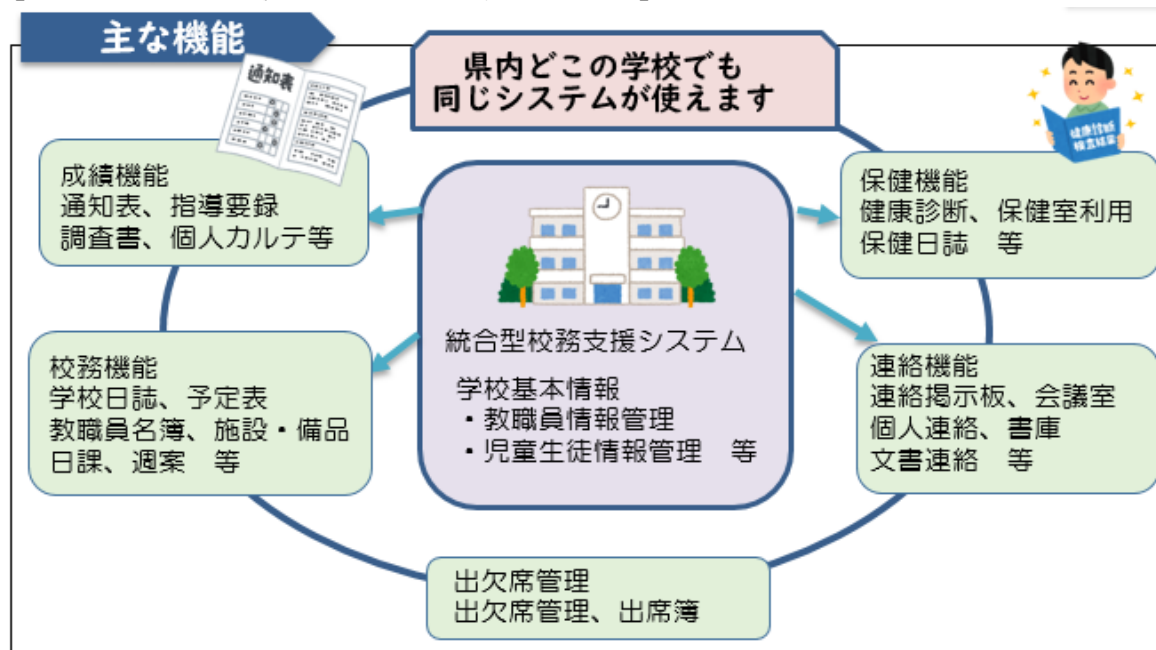 主な機能
県内どこの学校でも
同じシステムが使えます
通知表
健康診断
検査結果
成績機能
通知表、指導要録
調査書、個人カルテ等
保健機能
健康診断、保健室利用
保健日誌　等
統合型校務支援システム
学校基本情報
・教職員情報管理
・児童生徒情報管理　等
校務機能
学校日誌、予定表
教職員名簿、施設・備品
日課、週案　等
連絡機能
連絡掲示板、会議室
個人連絡、書庫
文書連絡　等
出欠席管理
出欠席管理、出席簿